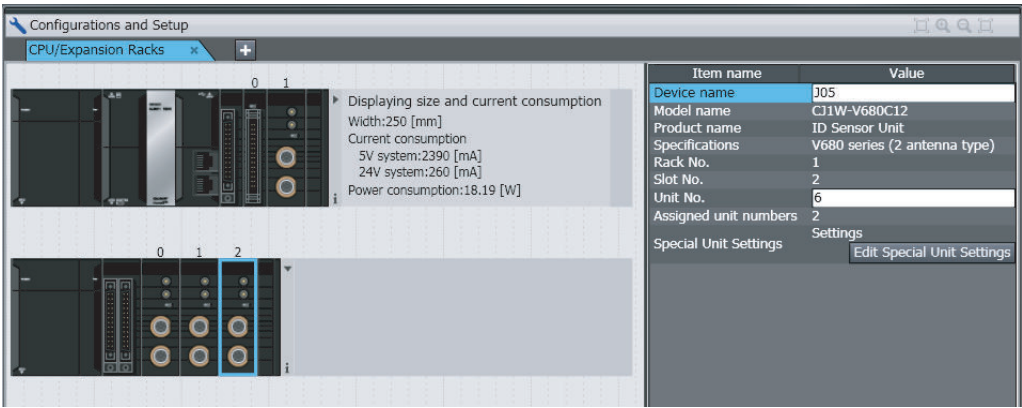 Configurations and Setup
CPU/Expansion Racks
0 1
Displaying size and current consumption
Width:250 [mm]
Current consumption
5V system:2390 [mA]
24V system:260 [mA]
Power consumption:18.19 [W]
0 1 2
Item name Value
Device name J05
Model name CJ1W-V680C12
Product name ID Sensor Unit
Specifications V680 series (2 antenna type)
Rack No. 1
Slot No. 2
Unit No. 6
Assigned unit numbers 2
Special Unit Settings Settings
Edit Special Unit Settings